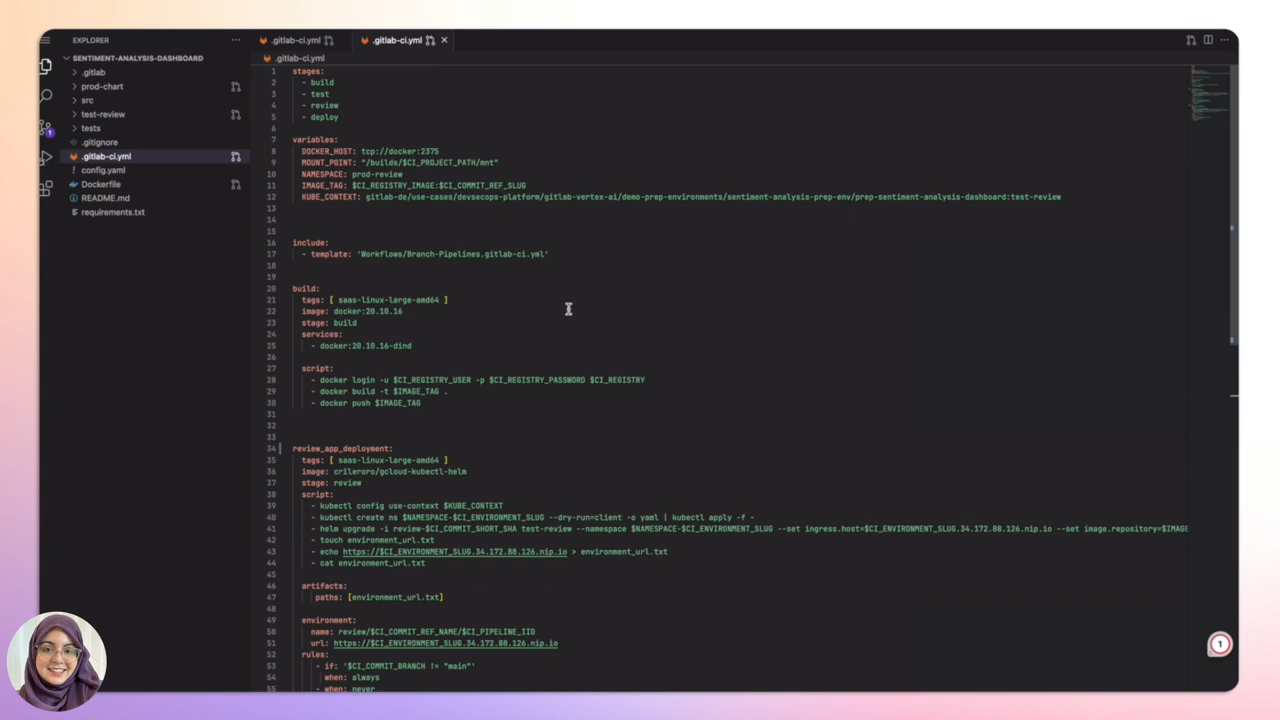 EXPLORER
SENTIMENT-ANALYSIS-DASHBOARD
.gitlab
prod-chart
src
test-review
tests
.gitignore
.gitlab-ci.yml
config.yaml
Dockerfile
README.md
requirements.txt
1
.gitlab-ci.yml
.gitlab-ci.yml
.gitlab-ci.yml
1 stages:
2 - build
3 - test
4 - review
5 - deploy
6
7 variables:
8 DOCKER_HOST: tcp://docker:2375
9 MOUNT_POINT: "/builds/$CI_PROJECT_PATH/mnt"
10 NAMESPACE: prod-review
11 IMAGE_TAG: $CI_REGISTRY_IMAGE:$CI_COMMIT_REF_SLUG
12 KUBE_CONTEXT: gitlab-de/use-cases/devsecops-platform/gitlab-vertex-ai/demo-prep-environments/sentiment-analysis-prep-env/prep-sentiment-analysis-dashboard:test-review
13
14
15
16 include:
17 - template: 'Workflows/Branch-Pipelines.gitlab-ci.yml'
18
19
20 build:
21 tags: [ saas-linux-large-amd64 ]
22 image: docker:20.10.16
23 stage: build
24 services:
25 - docker:20.10.16-dind
26
27 script:
28 - docker login -u $CI_REGISTRY_USER -p $CI_REGISTRY_PASSWORD $CI_REGISTRY
29 - docker build -t $IMAGE_TAG .
30 - docker push $IMAGE_TAG
31
32
33
34 review_app_deployment:
35 tags: [ saas-linux-large-amd64 ]
36 image: crileroro/gcloud-kubectl-helm
37 stage: review
38 script:
39 - kubectl config use-context $KUBE_CONTEXT
40 - kubectl create ns $NAMESPACE-$CI_ENVIRONMENT_SLUG --dry-run=client -o yaml | kubectl apply -f -
41 - helm upgrade -i review-$CI_COMMIT_SHORT_SHA test-review --namespace $NAMESPACE-$CI_ENVIRONMENT_SLUG --set ingress.host=$CI_ENVIRONMENT_SLUG.34.172.88.126.nip.io --set image.repository=$IMAG
42 - touch environment_url.txt
43 - echo https://$CI_ENVIRONMENT_SLUG.34.172.88.126.nip.io > environment_url.txt
44 - cat environment_url.txt
45
46 artifacts:
47 paths: [environment_url.txt]
48
49 environment:
50 name: review/$CI_COMMIT_REF_NAME/$CI_PIPELINE_IID
51 url: https://$CI_ENVIRONMENT_SLUG.34.172.88.126.nip.io
52 rules:
53 - if: '$CI_COMMIT_BRANCH != "main"'
54 when: always
55 - when: never
1